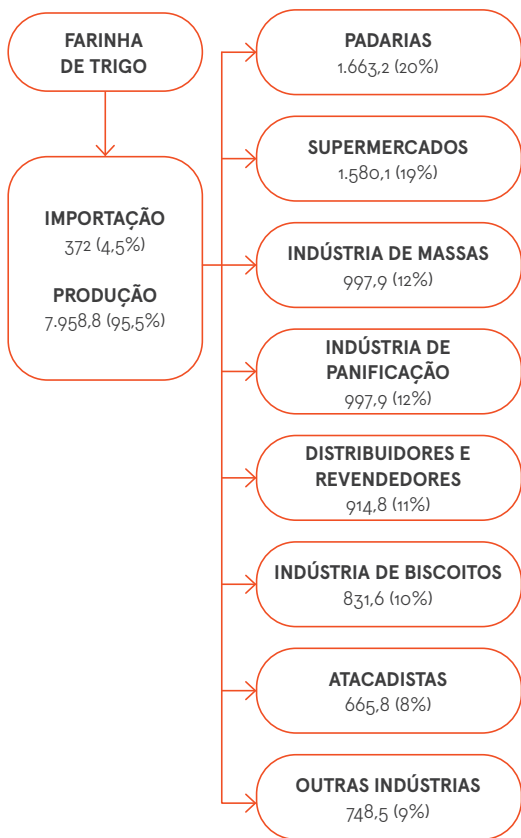 FARINHA
DE TRIGO
IMPORTAÇÃO
372 (4,5%)
PRODUÇÃO
7.958,8 (95,5%)
PADARIAS
1.663,2 (20%)
SUPERMERCADOS
1.580,1 (19%)
INDÚSTRIA DE MASSAS
997,9 (12%)
INDÚSTRIA DE
PANIFICAÇÃO
997,9 (12%)
DISTRIBUIDORES E
REVENDEDORES
914,8 (11%)
INDÚSTRIA DE BISCOITOS
831,6 (10%)
ATACADISTAS
665,8 (8%)
OUTRAS INDÚSTRIAS
748,5 (9%)